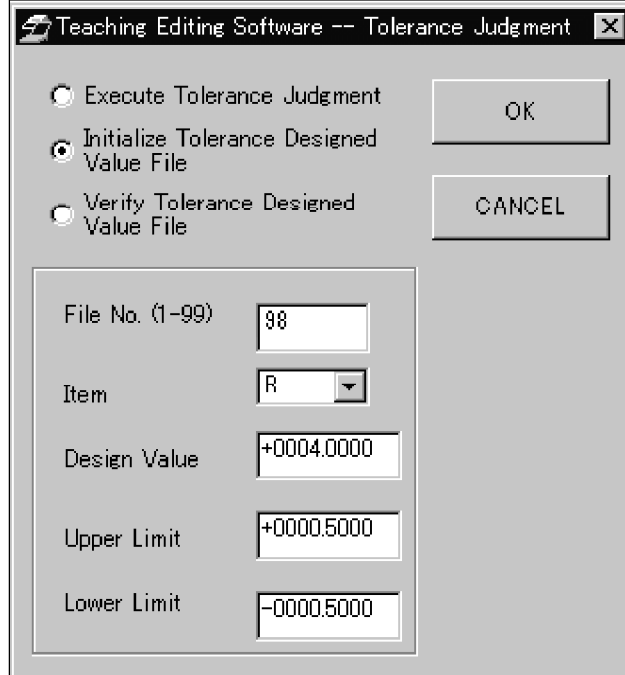 Teaching Editing Software -- Tolerance Judgment
Execute Tolerance Judgment
OK
Initialize Tolerance Designed
Value File
Verify Tolerance Designed
Value File
CANCEL
File No. (1-99)
98
Item
R
Design Value
+0004.0000
Upper Limit
+0000.5000
Lower Limit
-0000.5000